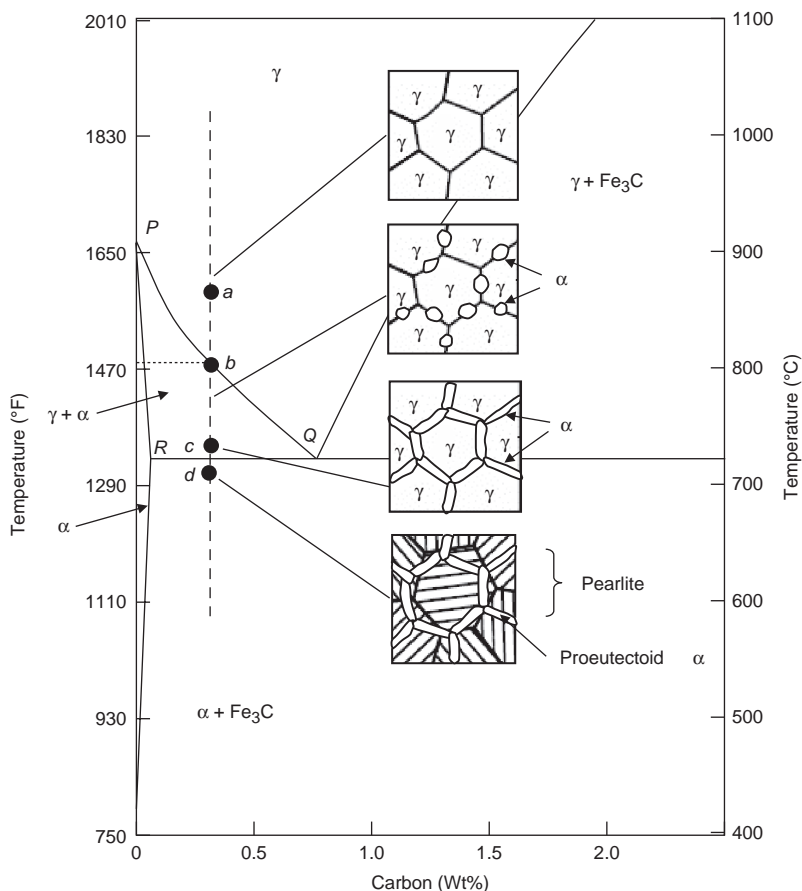 2010
1830
1650
1470
1290
1110
930
750
Temperature (°F)
1100
1000
900
800
700
600
500
400
Temperature (°C)
0
0.5
1.0
1.5
2.0
Carbon (Wt%)
γ
P
a
b
γ + α
R
c
Q
d
α
α + Fe₃C
γ + Fe₃C
γ γ
γ γ γ
γ γ γ
γ γ
γ γ γ
γ γ γ
α
γ γ
γ γ γ
γ γ
α
Pearlite
Proeutectoid α